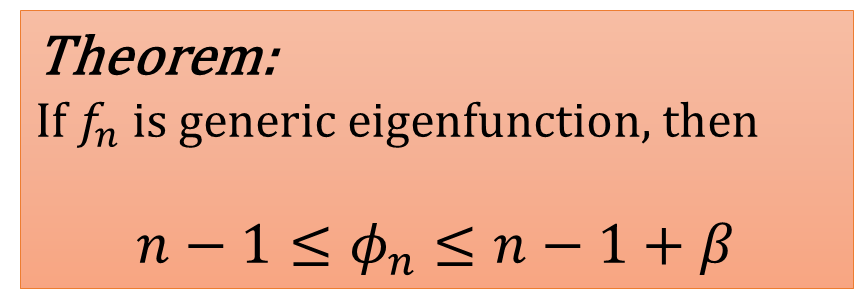 Theorem:
If fₙ is generic eigenfunction, then
n − 1 ≤ ϕₙ ≤ n − 1 + β